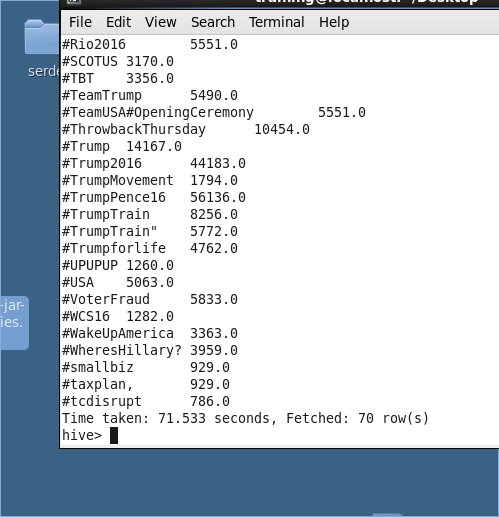 training@localhost:~/Desktop
File Edit View Search Terminal Help
#Rio2016 5551.0
#SCOTUS 3170.0
#TBT 3356.0
#TeamTrump 5490.0
#TeamUSA#OpeningCeremony 5551.0
#ThrowbackThursday 10454.0
#Trump 14167.0
#Trump2016 44183.0
#TrumpMovement 1794.0
#TrumpPence16 56136.0
#TrumpTrain 8256.0
#TrumpTrain" 5772.0
#Trumpforlife 4762.0
#UPUPUP 1260.0
#USA 5063.0
#VoterFraud 5833.0
#WCS16 1282.0
#WakeUpAmerica 3363.0
#WheresHillary? 3959.0
#smallbiz 929.0
#taxplan, 929.0
#tcdisrupt 786.0
Time taken: 71.533 seconds, Fetched: 70 row(s)
hive>
serde
-jar-
ies.